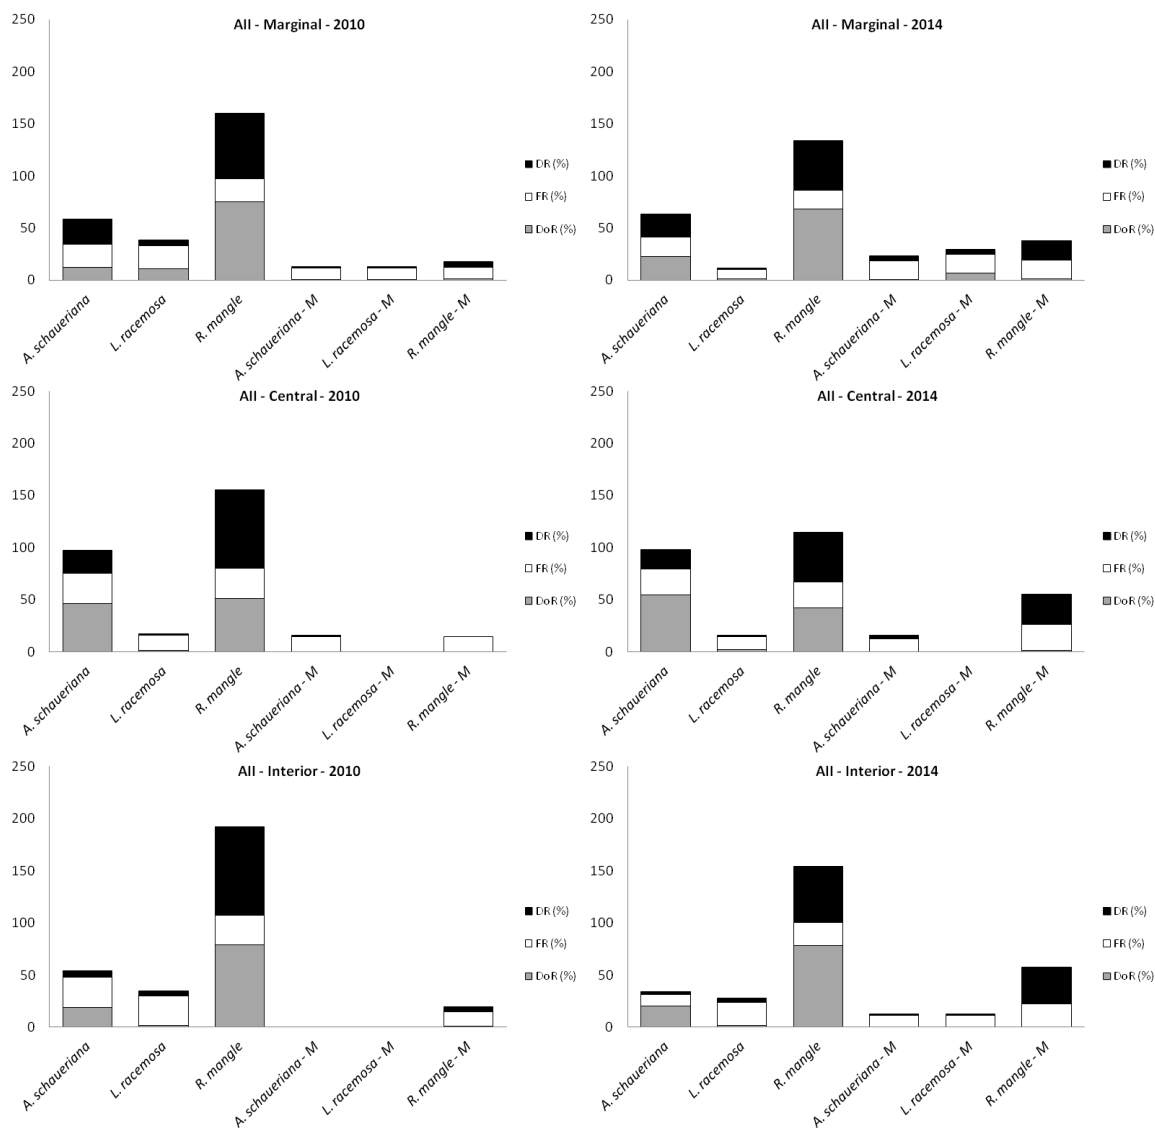 All - Marginal - 2010
250
200
150
100
50
0
DR (%)
FR (%)
DoR (%)
A. schaueriana
L. racemosa
R. mangle
A. schaueriana - M
L. racemosa - M
R. mangle - M
All - Marginal - 2014
250
200
150
100
50
0
DR (%)
FR (%)
DoR (%)
A. schaueriana
L. racemosa
R. mangle
A. schaueriana - M
L. racemosa - M
R. mangle - M
All - Central - 2010
250
200
150
100
50
0
DR (%)
FR (%)
DoR (%)
A. schaueriana
L. racemosa
R. mangle
A. schaueriana - M
L. racemosa - M
R. mangle - M
All - Central - 2014
250
200
150
100
50
0
DR (%)
FR (%)
DoR (%)
A. schaueriana
L. racemosa
R. mangle
A. schaueriana - M
L. racemosa - M
R. mangle - M
All - Interior - 2010
250
200
150
100
50
0
DR (%)
FR (%)
DoR (%)
A. schaueriana
L. racemosa
R. mangle
A. schaueriana - M
L. racemosa - M
R. mangle - M
All - Interior - 2014
250
200
150
100
50
0
DR (%)
FR (%)
DoR (%)
A. schaueriana
L. racemosa
R. mangle
A. schaueriana - M
L. racemosa - M
R. mangle - M